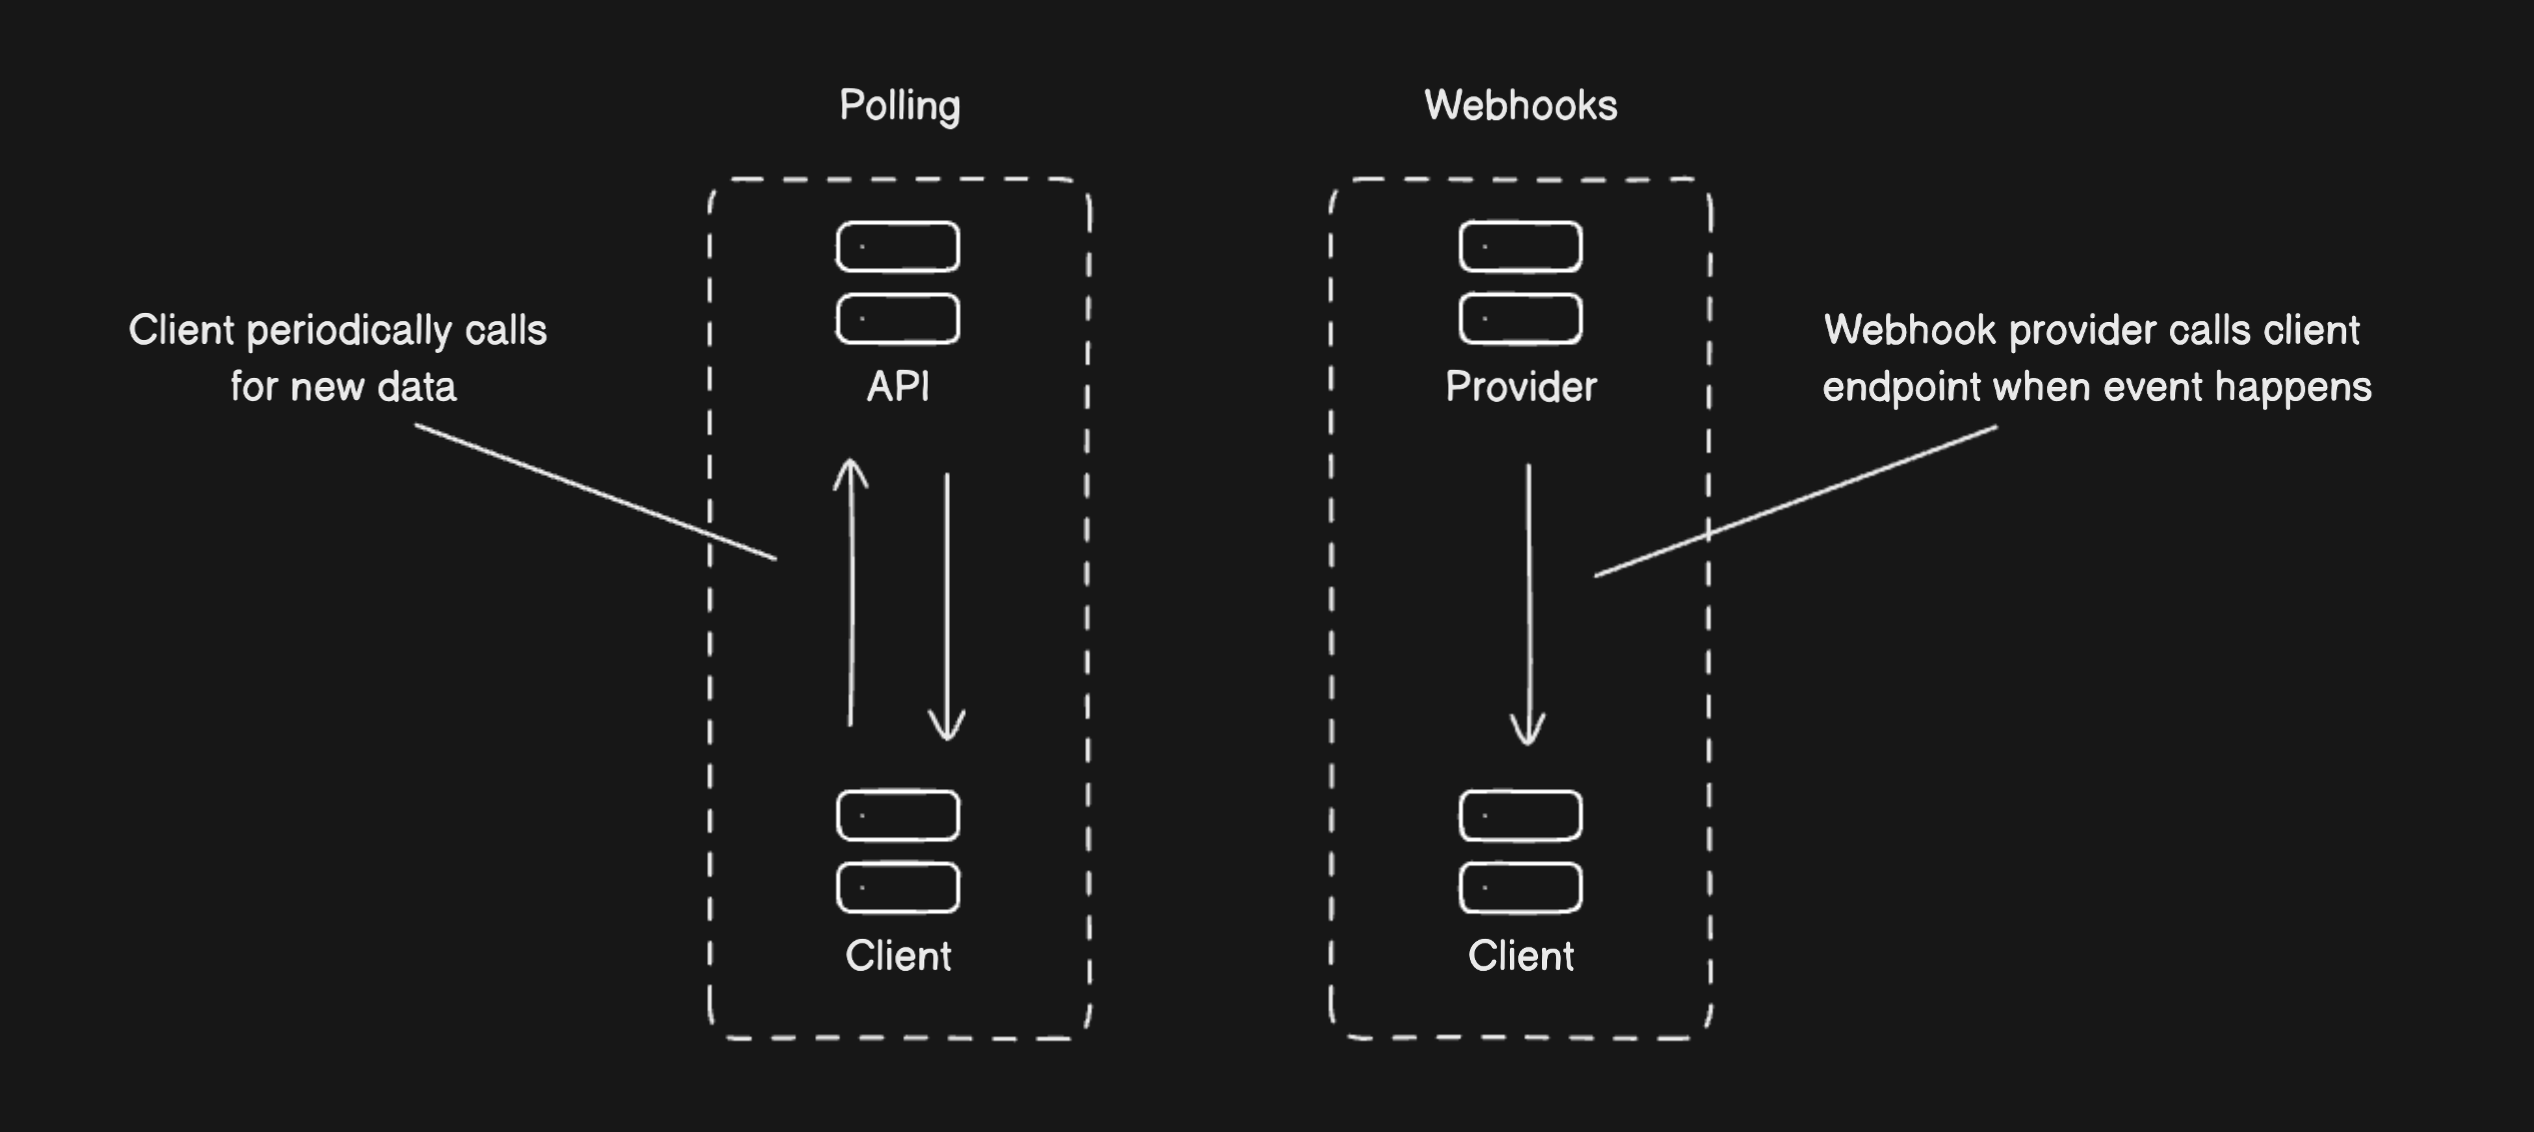 Polling
Webhooks
Client periodically calls
for new data
API
Client
Provider
Client
Webhook provider calls client
endpoint when event happens